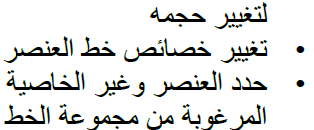 لتغيير حجمه
• تغيير خصائص خط العنصر
• حدد العنصر وغير الخاصية
المرغوبة من مجموعة الخط